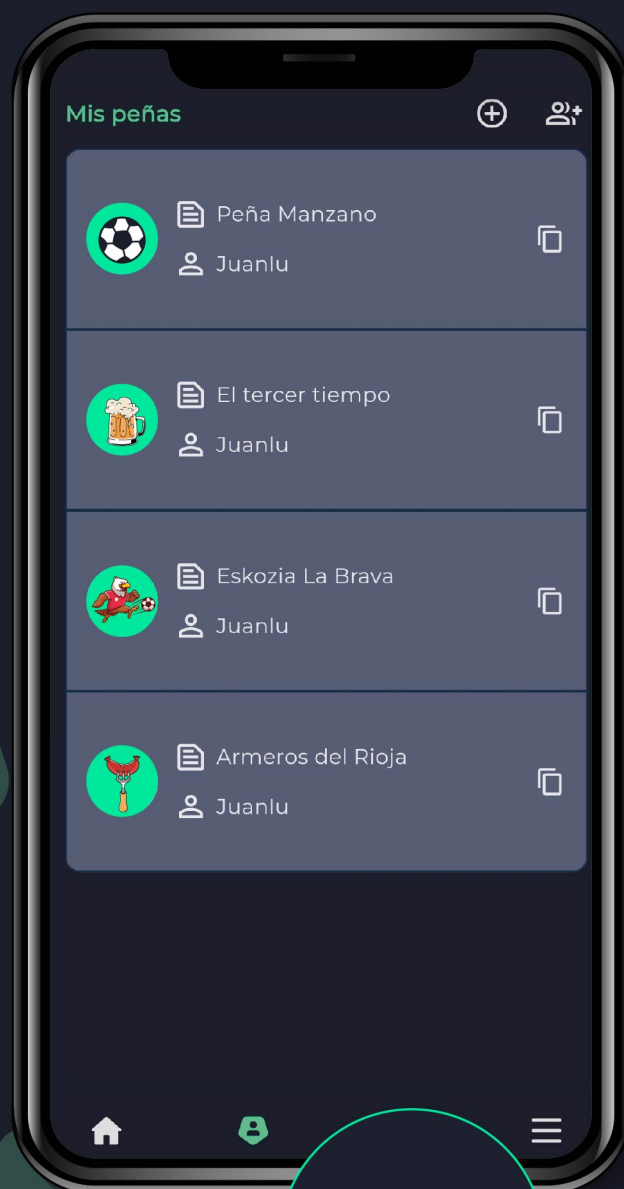 Mis peñas
Peña Manzano
Juanlu
El tercer tiempo
Juanlu
Eskozia La Brava
Juanlu
Armeros del Rioja
Juanlu